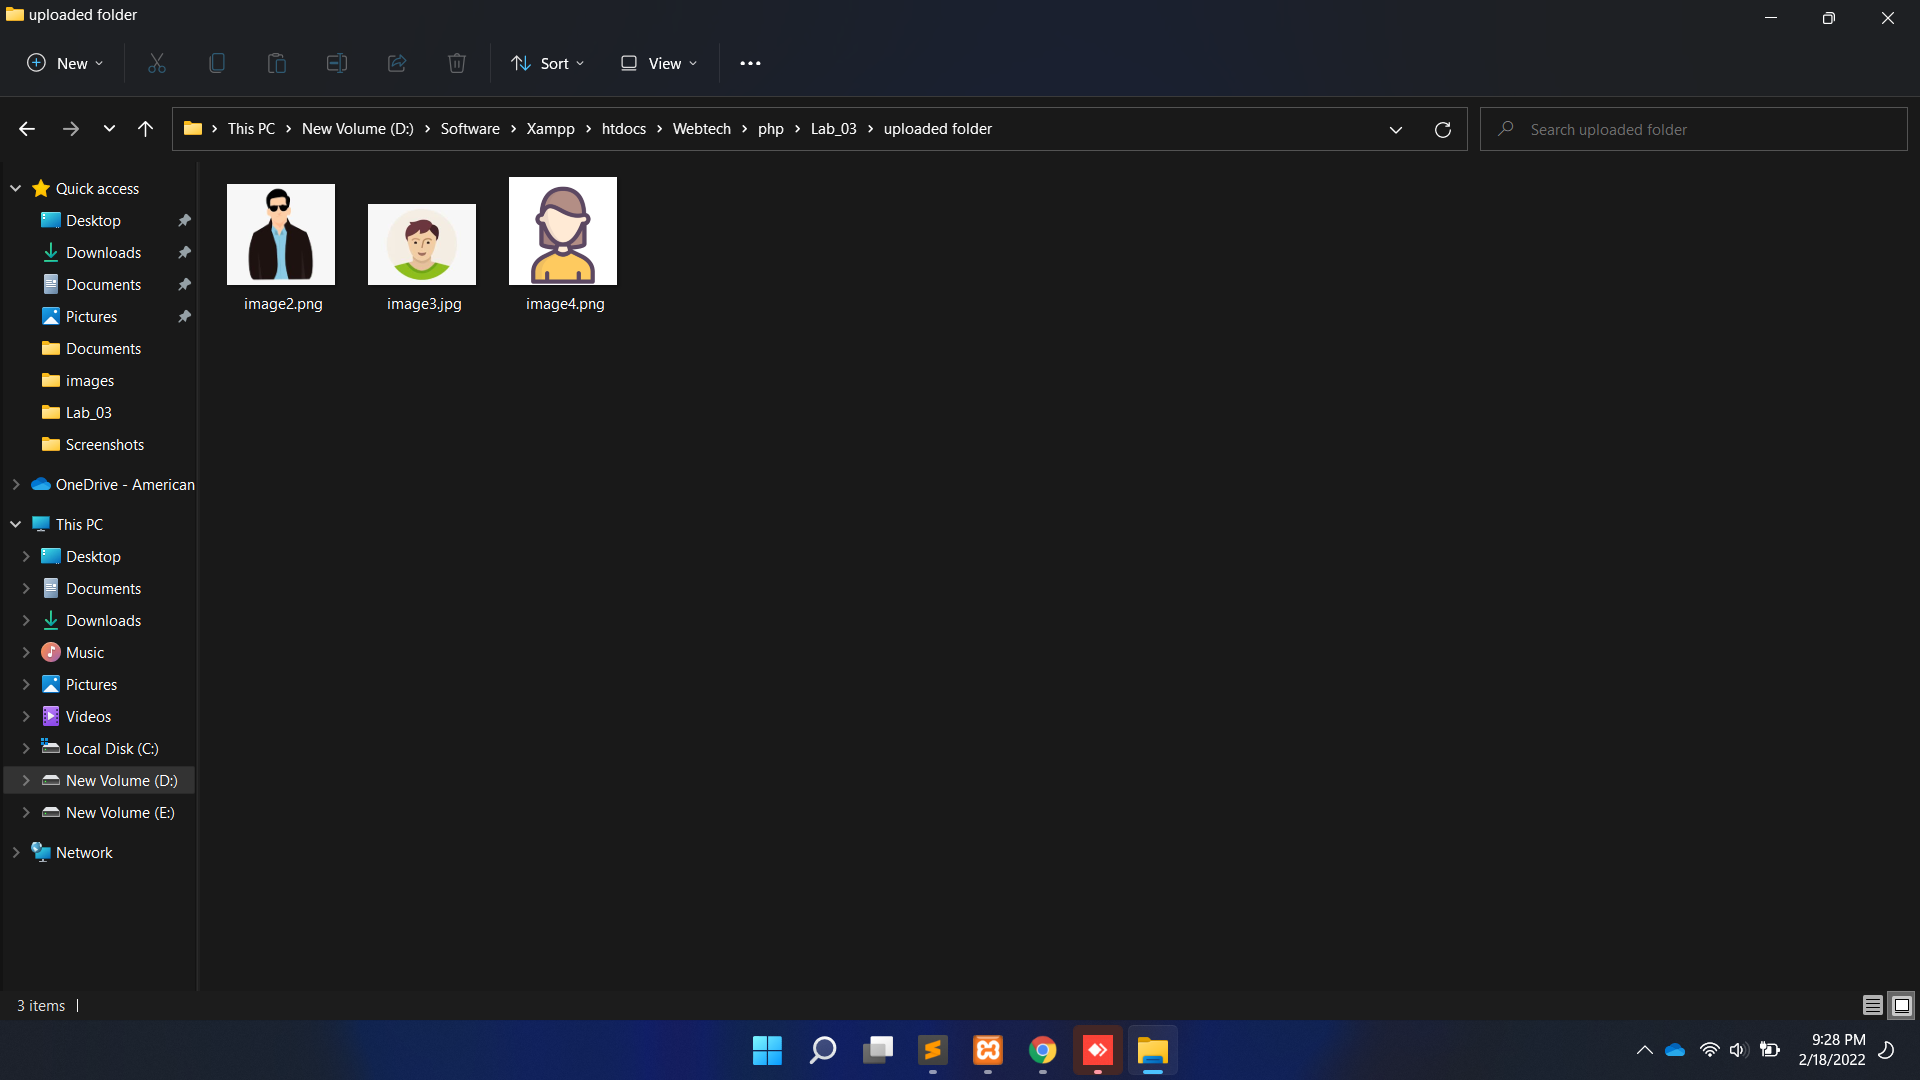 uploaded folder
New
Sort
View
This PC > New Volume (D:) > Software > Xampp > htdocs > Webtech > php > Lab_03 > uploaded folder
Search uploaded folder
Quick access
Desktop
Downloads
Documents
Pictures
Documents
images
Lab_03
Screenshots
OneDrive - American
This PC
Desktop
Documents
Downloads
Music
Pictures
Videos
Local Disk (C:)
New Volume (D:)
New Volume (E:)
Network
image2.png
image3.jpg
image4.png
3 items
9:28 PM
2/18/2022